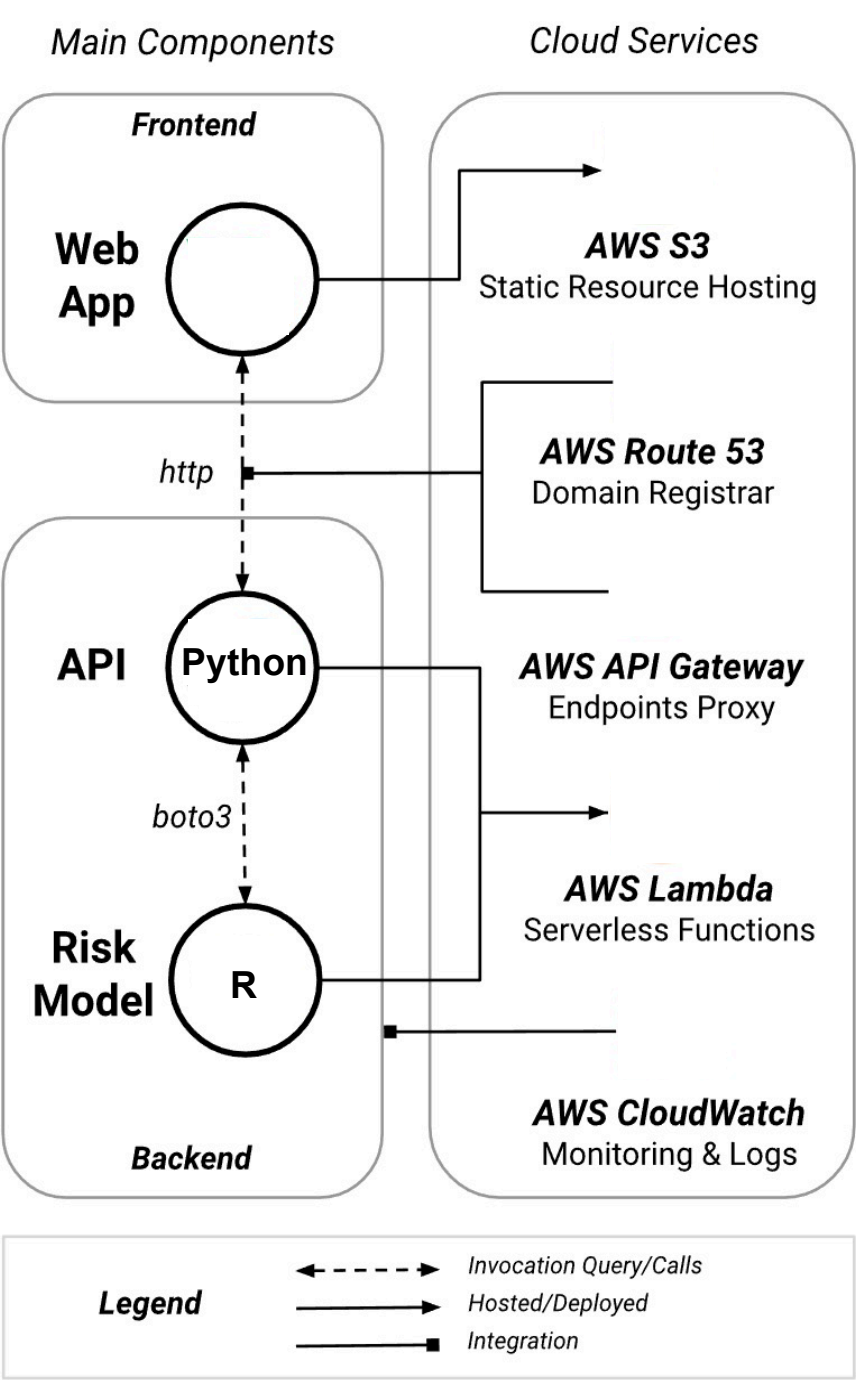 Main Components
Cloud Services
Frontend
Web
App
AWS S3
Static Resource Hosting
http
AWS Route 53
Domain Registrar
API
Python
AWS API Gateway
Endpoints Proxy
boto3
AWS Lambda
Serverless Functions
Risk
Model
R
AWS CloudWatch
Monitoring & Logs
Backend
Legend
Invocation Query/Calls
Hosted/Deployed
Integration